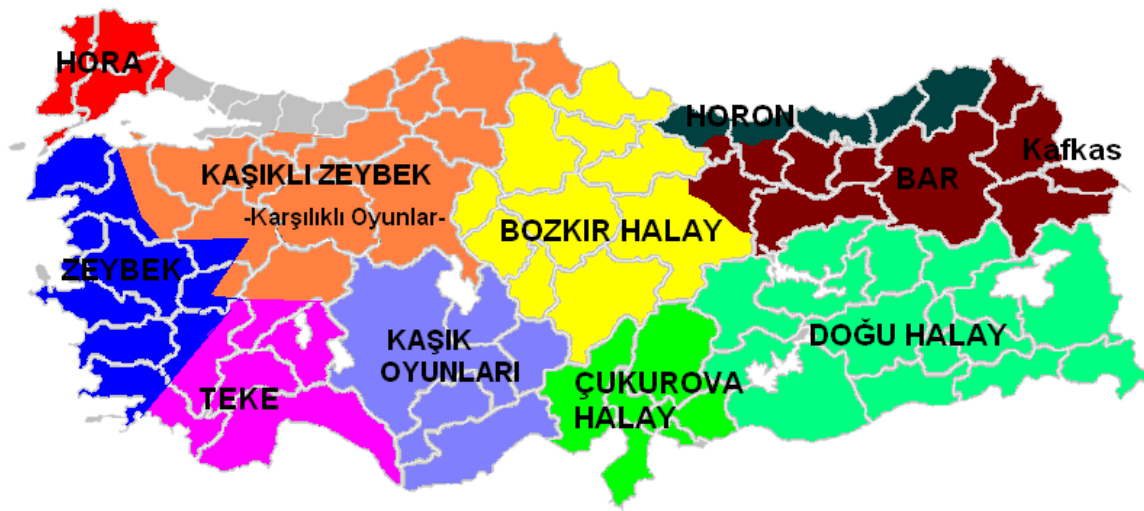 HORA
HORON
Kafkas
KAŞIKLI ZEYBEK
BAR
-Karşılıklı Oyunlar-
BOZKIR HALAY
ZEYBEK
DOĞU HALAY
KAŞIK
OYUNLARI
TEKE
ÇUKUROVA
HALAY